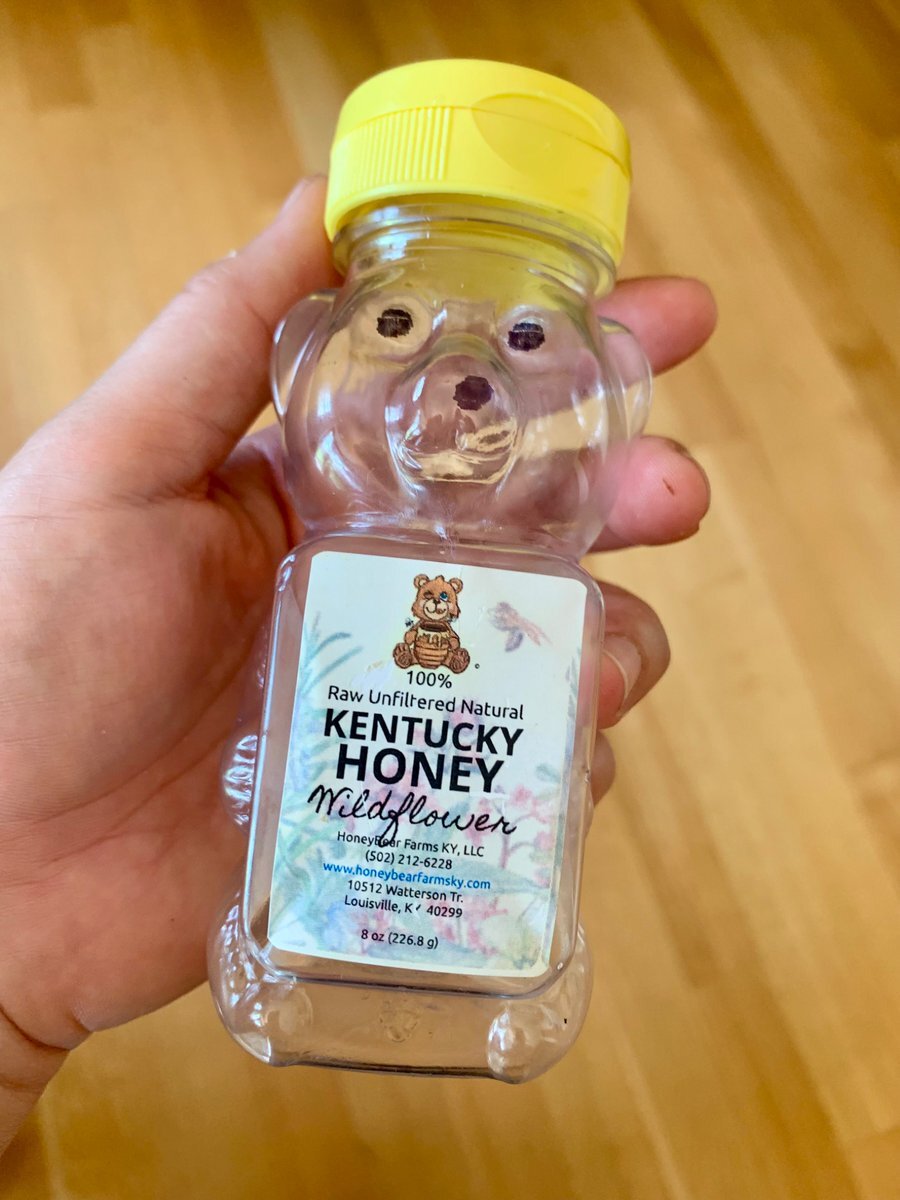 100%
Raw Unfiltered Natural
KENTUCKY
HONEY
Wildflower
HoneyBear Farms KY, LLC
(502) 212-6228
www.honeybearfarmsky.com
10512 Watterson Tr.
Louisville, KY 40299
8 oz (226.8 g)